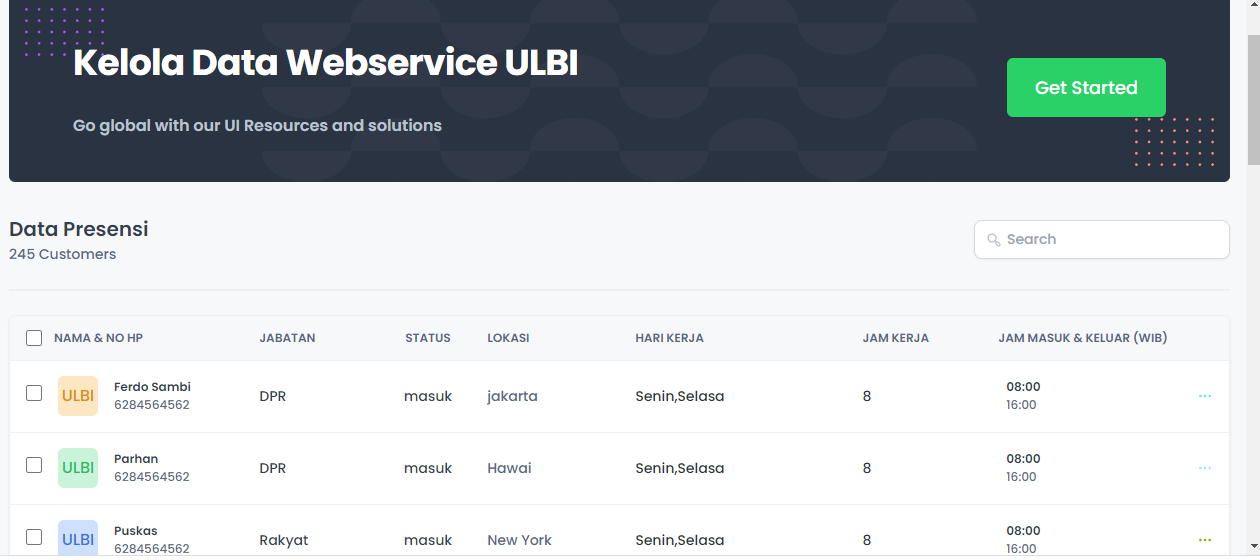 Kelola Data Webservice ULBI
Go global with our UI Resources and solutions
Get Started
Data Presensi
245 Customers
Search
NAMA & NO HP JABATAN STATUS LOKASI HARI KERJA JAM KERJA JAM MASUK & KELUAR (WIB)
ULBI Ferdo Sambi DPR masuk jakarta Senin,Selasa 8 08:00
6284564562 16:00
ULBI Parhan DPR masuk Hawai Senin,Selasa 8 08:00
6284564562 16:00
ULBI Puskas Rakyat masuk New York Senin,Selasa 8 08:00
6284564562 16:00